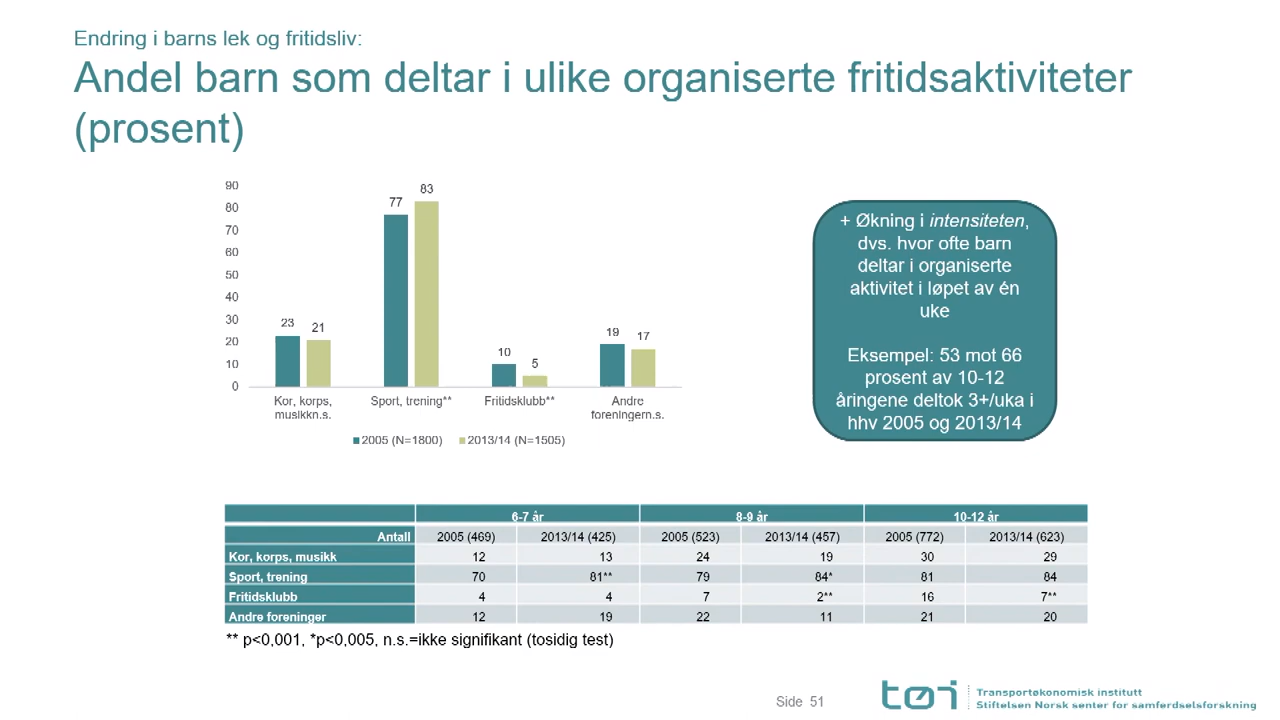 Endring i barns lek og fritidsliv:
Andel barn som deltar i ulike organiserte fritidsaktiviteter
(prosent)
90
80
70
60
50
40
30
20
10
0
23 21
77 83
10 5
19 17
Kor, korps,
musikkn.s.
Sport, trening**
Fritidsklubb**
Andre
foreningern.s.
2005 (N=1800) 2013/14 (N=1505)
+ Økning i intensiteten,
dvs. hvor ofte barn
deltar i organiserte
aktivitet i løpet av én
uke
Eksempel: 53 mot 66
prosent av 10-12
åringene deltok 3+/uka i
hhv 2005 og 2013/14
6-7 år 8-9 år 10-12 år
Antall 2005 (469) 2013/14 (425) 2005 (523) 2013/14 (457) 2005 (772) 2013/14 (623)
Kor, korps, musikk 12 13 24 19 30 29
Sport, trening 70 81** 79 84* 81 84
Fritidsklubb 4 4 7 2** 16 7**
Andre foreninger 12 19 22 11 21 20
** p<0,001, *p<0,005, n.s.=ikke signifikant (tosidig test)
Side 51
tøi
Transportøkonomisk institutt
Stiftelsen Norsk senter for samferdselsforskning